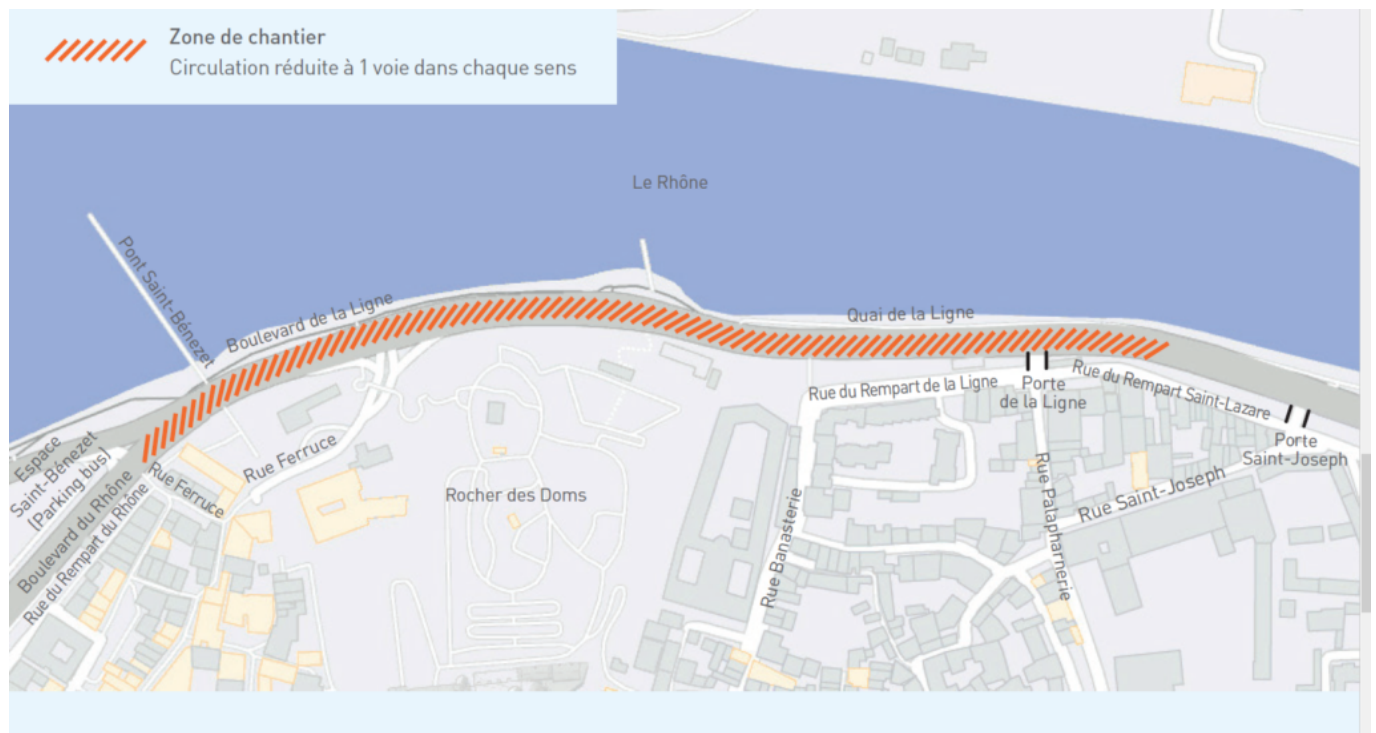 Zone de chantier
Circulation réduite à 1 voie dans chaque sens
Le Rhône
Pont Saint-Bénezet
Boulevard de la Ligne
Quai de la Ligne
Rue du Rempart de la Ligne
Porte
de la Ligne
Rue du Rempart Saint-Lazare
Porte
Saint-Joseph
Espace
Saint-Bénezet
(Parking bus)
Boulevard du Rhône
Rue du Rempart du Rhône
Rue Ferruce
Rue Ferruce
Rocher des Doms
Rue Banasterie
Rue Patapharnerie
Rue Saint-Joseph